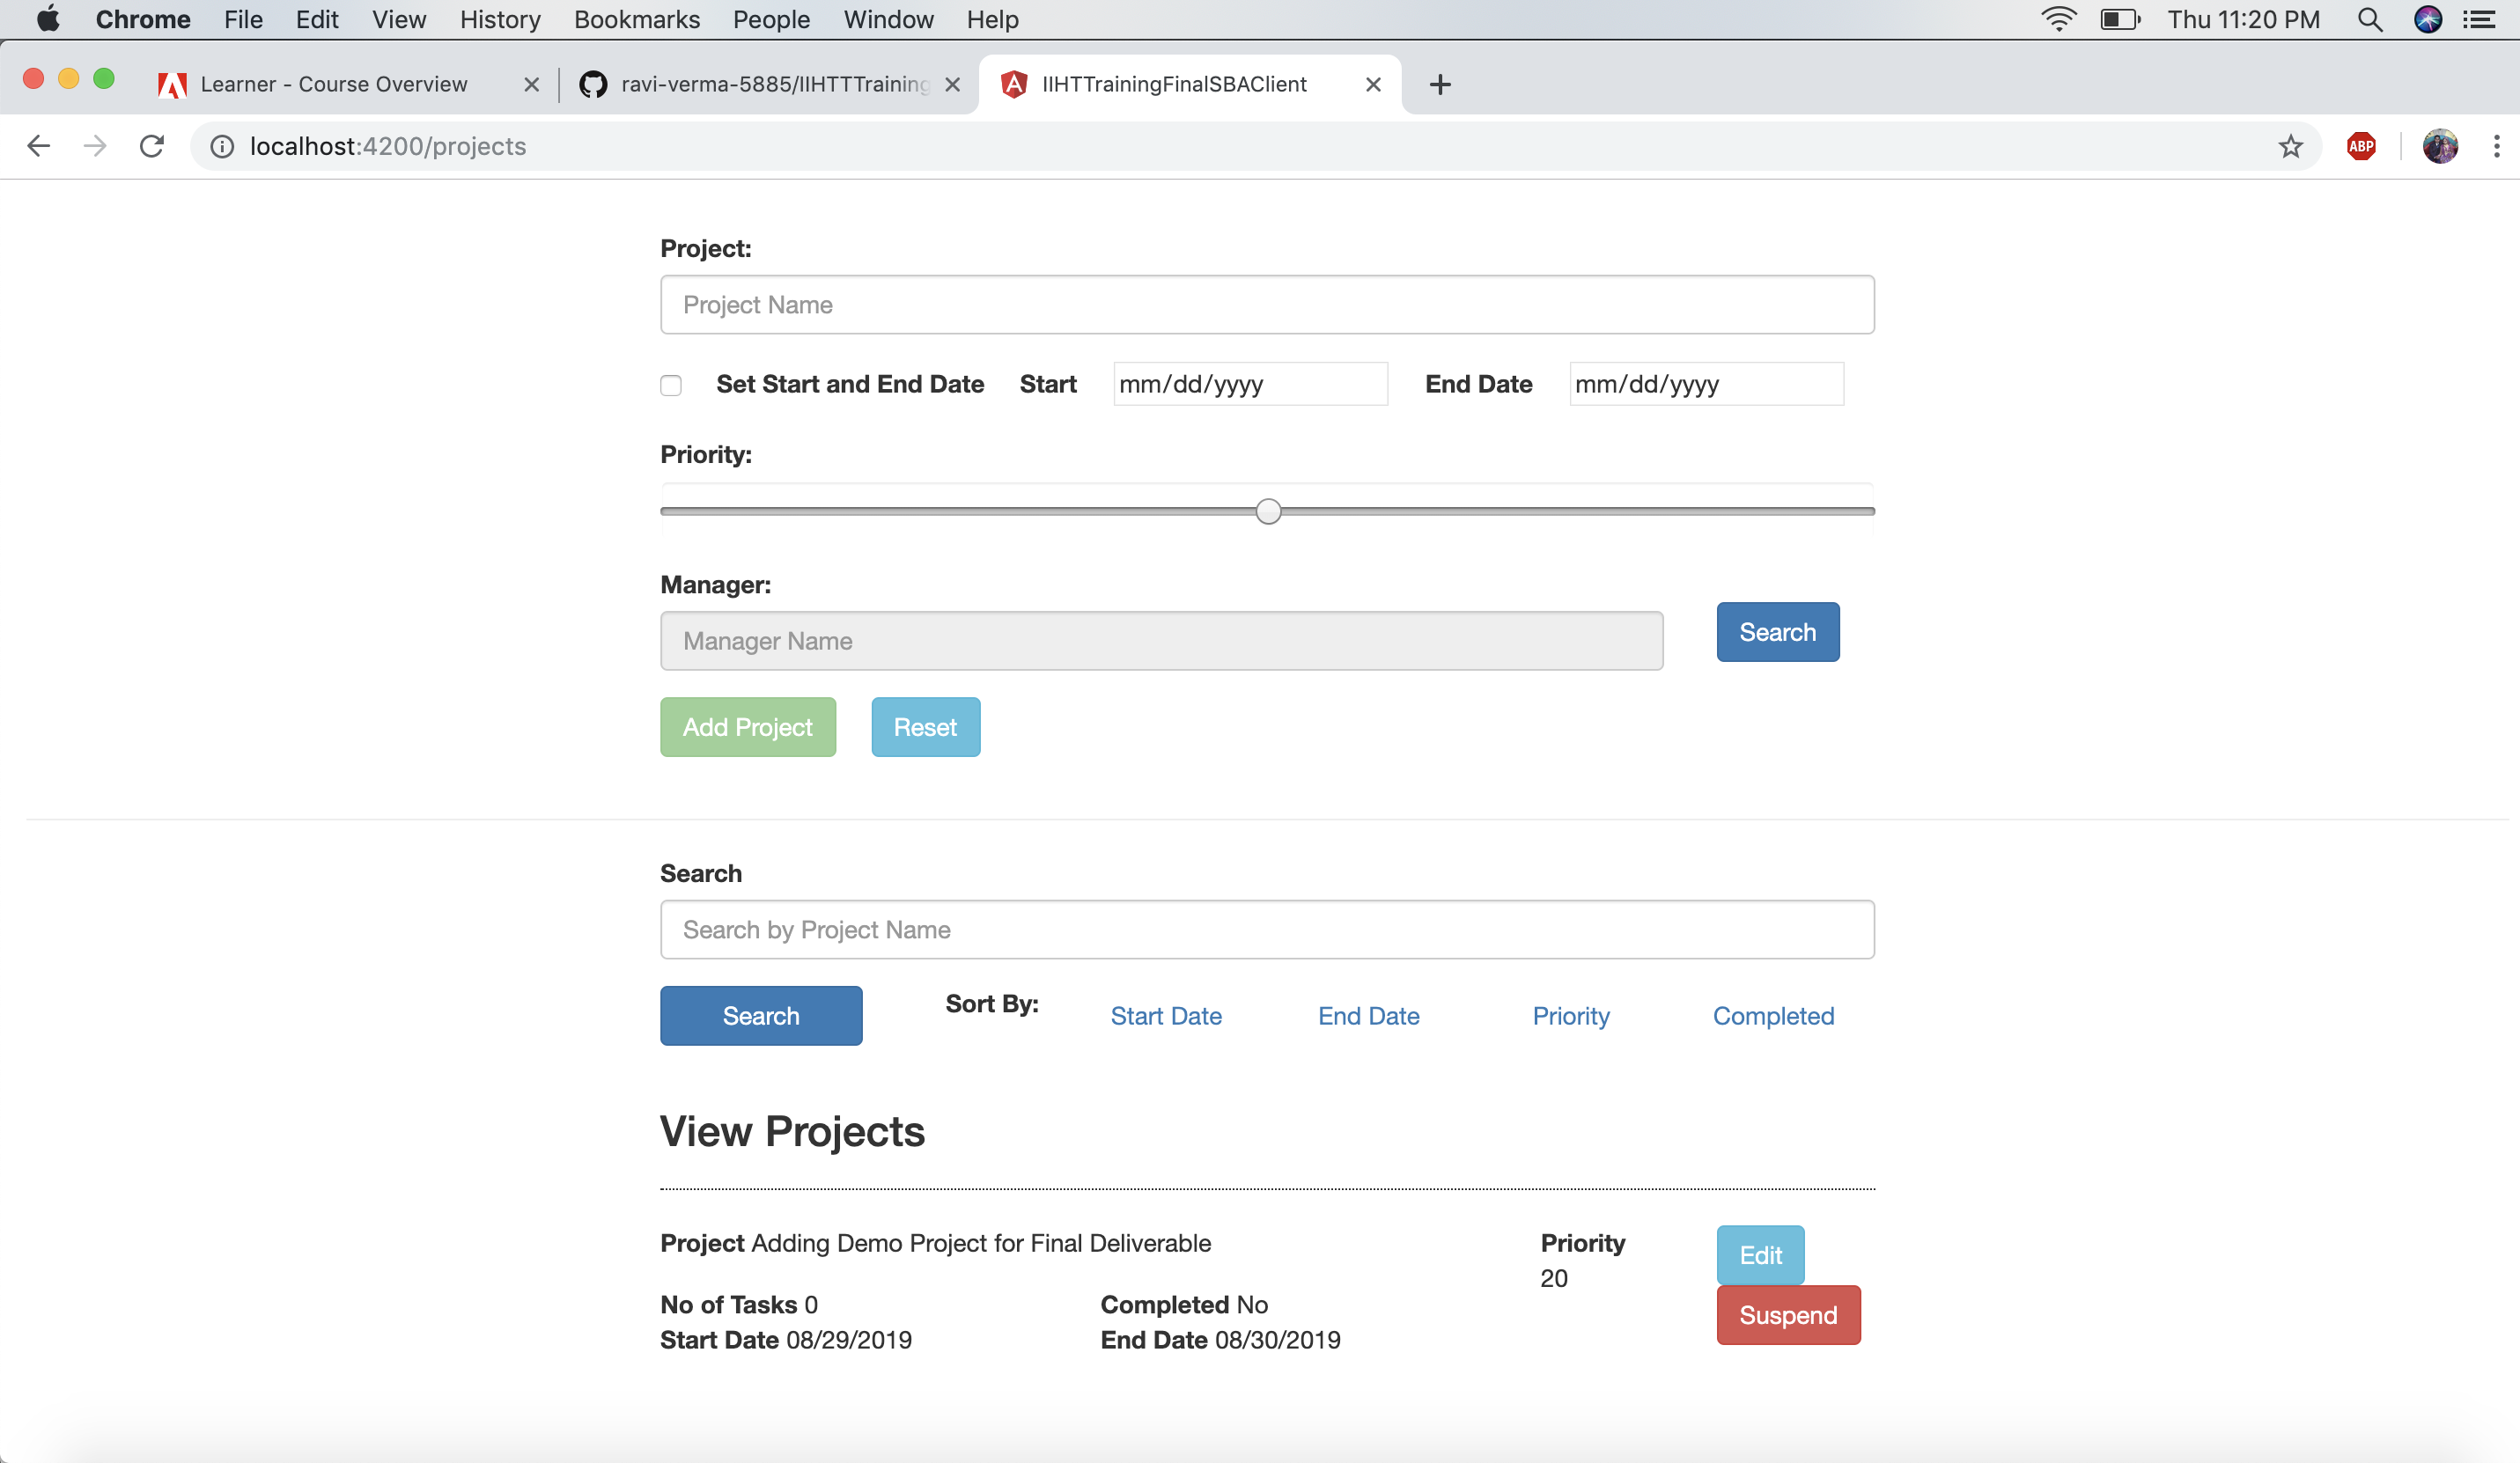 Chrome File Edit View History Bookmarks People Window Help Thu 11:20 PM
Learner - Course Overview ravi-verma-5885/IIHTTraining IIHTTrainingFinalSBAClient
localhost:4200/projects ABP
Project:
Project Name
Set Start and End Date Start mm/dd/yyyy End Date mm/dd/yyyy
Priority:
Manager:
Manager Name Search
Add Project Reset
Search
Search by Project Name
Search Sort By: Start Date End Date Priority Completed
View Projects
Project Adding Demo Project for Final Deliverable Priority Edit
20
No of Tasks 0 Completed No Suspend
Start Date 08/29/2019 End Date 08/30/2019